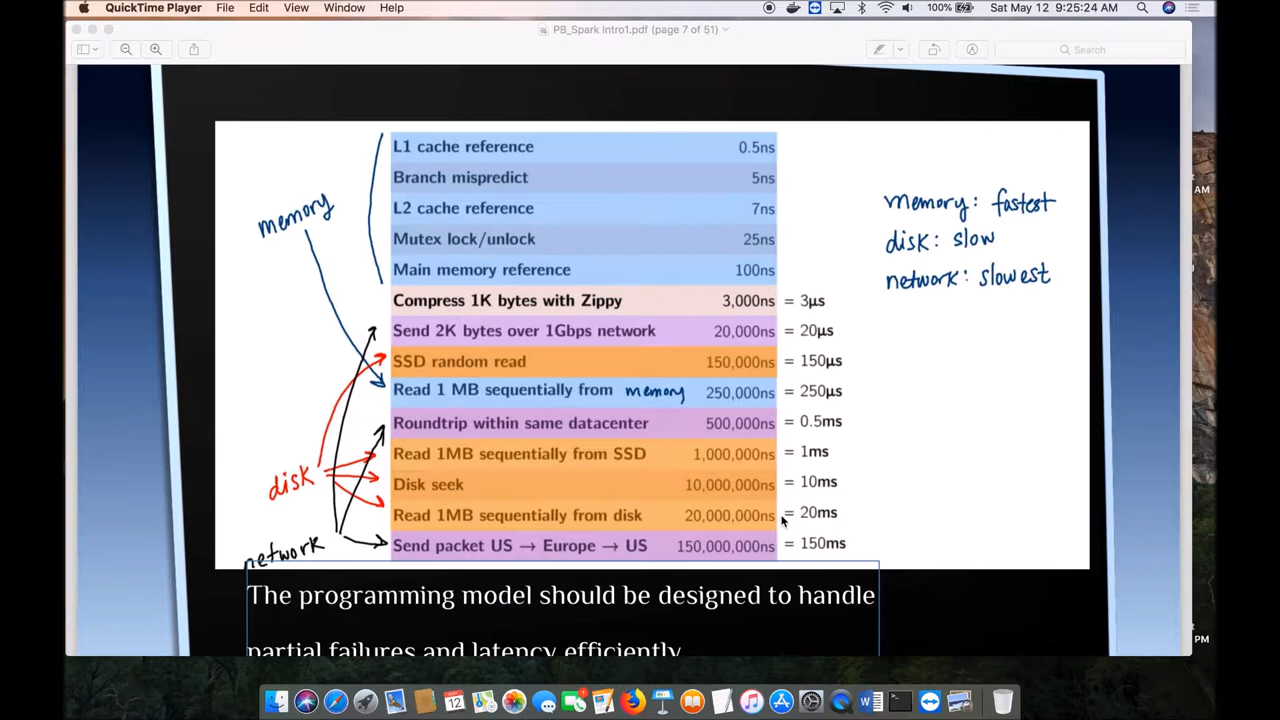 QuickTime Player File Edit View Window Help 100% Sat May 12 9:25:24 AM
PB_Spark Intro1.pdf (page 7 of 51)
Search
L1 cache reference 0.5ns
Branch mispredict 5ns
L2 cache reference 7ns
Mutex lock/unlock 25ns
Main memory reference 100ns
Compress 1K bytes with Zippy 3,000ns = 3μs
Send 2K bytes over 1Gbps network 20,000ns = 20μs
SSD random read 150,000ns = 150μs
Read 1 MB sequentially from memory 250,000ns = 250μs
Roundtrip within same datacenter 500,000ns = 0.5ms
Read 1MB sequentially from SSD 1,000,000ns = 1ms
Disk seek 10,000,000ns = 10ms
Read 1MB sequentially from disk 20,000,000ns = 20ms
Send packet US → Europe → US 150,000,000ns = 150ms
memory
disk
network
memory: fastest
disk: slow
network: slowest
The programming model should be designed to handle
partial failures and latency efficiently
AM
PM
12